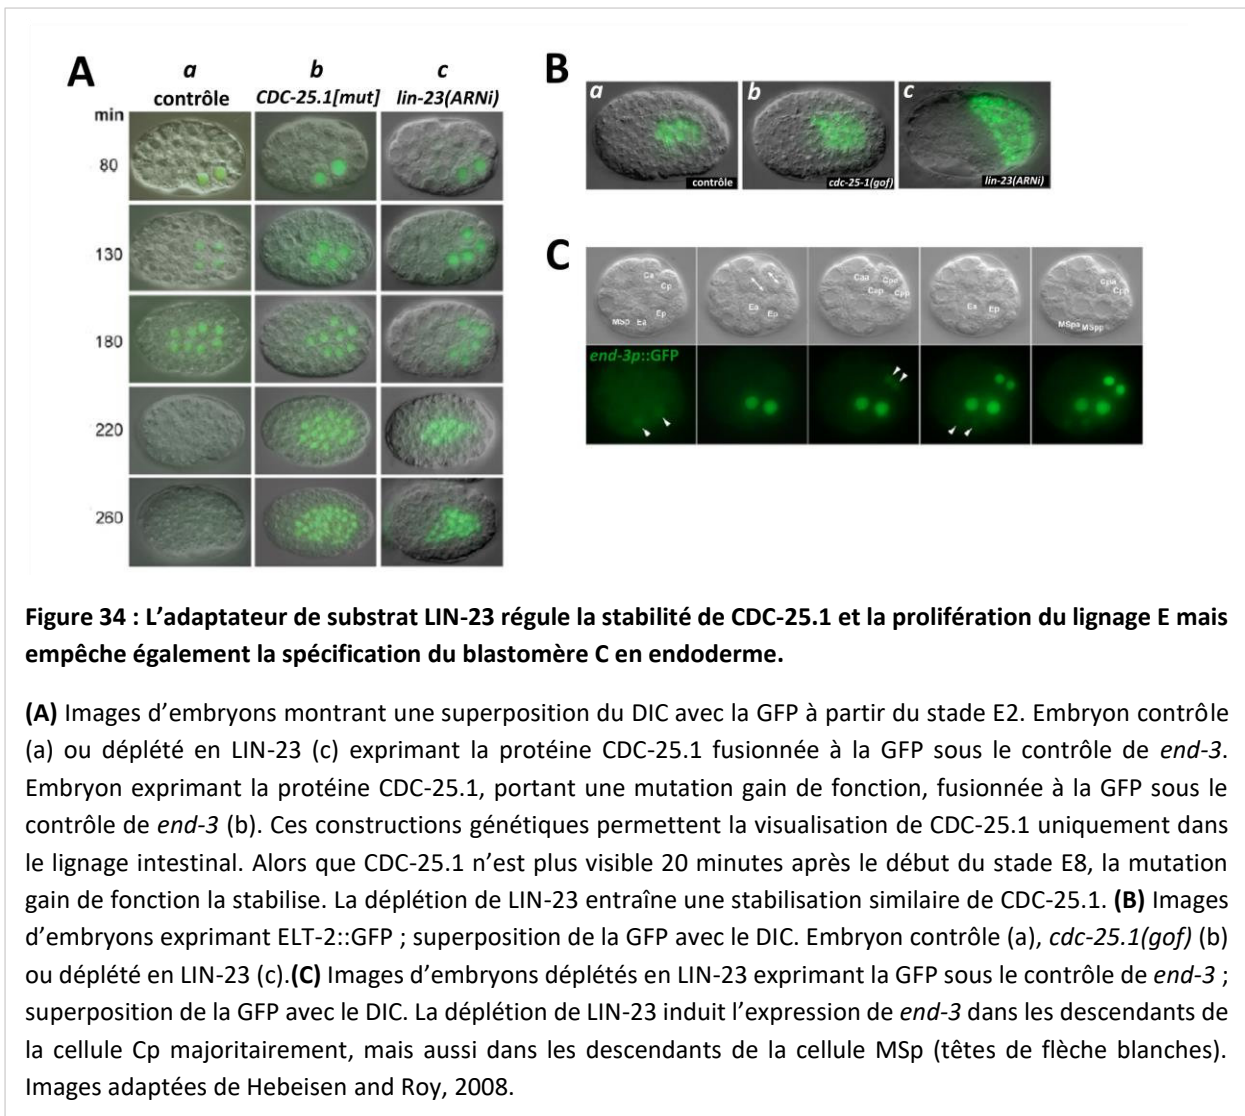 A
a
contrôle
b
CDC-25.1[mut]
c
lin-23(ARNi)
min
80
130
180
220
260
B
a
contrôle
b
cdc-25-1(gof)
c
lin-23(ARNi)
C
Ca
Cp
Ep
MSp Ea
Ea
Ep
Caa
Cpa
Cap
Cpp
Ea
Ep
Cpa
Cpp
MSpa
MSpp
end-3p::GFP
Figure 34 : L’adaptateur de substrat LIN-23 régule la stabilité de CDC-25.1 et la prolifération du lignage E mais
empêche également la spécification du blastomère C en endoderme.
(A) Images d’embryons montrant une superposition du DIC avec la GFP à partir du stade E2. Embryon contrôle
(a) ou déplété en LIN-23 (c) exprimant la protéine CDC-25.1 fusionnée à la GFP sous le contrôle de end-3.
Embryon exprimant la protéine CDC-25.1, portant une mutation gain de fonction, fusionnée à la GFP sous le
contrôle de end-3 (b). Ces constructions génétiques permettent la visualisation de CDC-25.1 uniquement dans
le lignage intestinal. Alors que CDC-25.1 n’est plus visible 20 minutes après le début du stade E8, la mutation
gain de fonction la stabilise. La déplétion de LIN-23 entraîne une stabilisation similaire de CDC-25.1. (B) Images
d’embryons exprimant ELT-2::GFP ; superposition de la GFP avec le DIC. Embryon contrôle (a), cdc-25.1(gof) (b)
ou déplété en LIN-23 (c).(C) Images d’embryons déplétés en LIN-23 exprimant la GFP sous le contrôle de end-3 ;
superposition de la GFP avec le DIC. La déplétion de LIN-23 induit l’expression de end-3 dans les descendants de
la cellule Cp majoritairement, mais aussi dans les descendants de la cellule MSp (têtes de flèche blanches).
Images adaptées de Hebeisen and Roy, 2008.